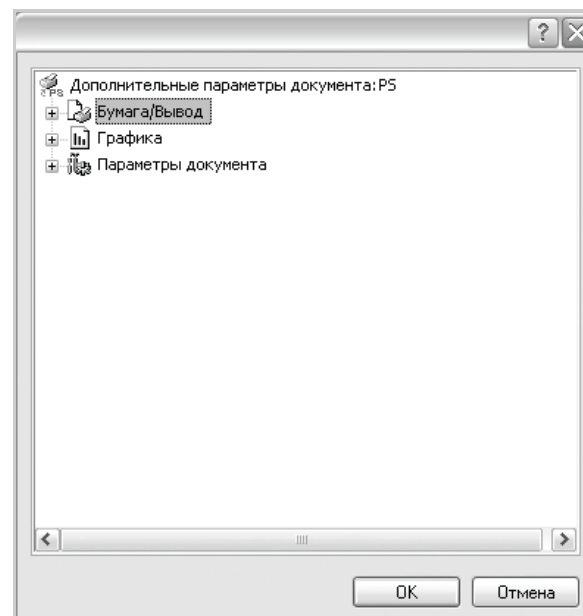 Дополнительные параметры документа:PS
Бумага/Вывод
Графика
Параметры документа
OK
Отмена